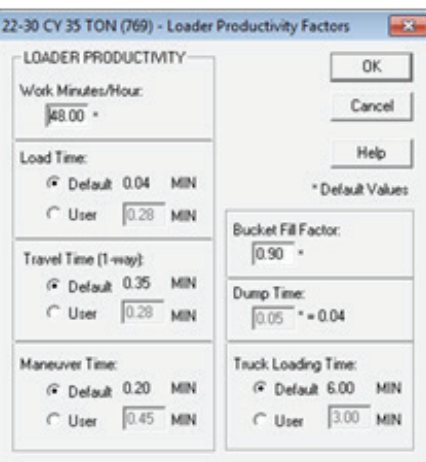 22-30 CY 35 TON (769) - Loader Productivity Factors
LOADER PRODUCTIVITY
Work Minutes/Hour:
48.00 *
Load Time:
Default 0.04 MIN
User 0.28 MIN
Travel Time (1-way):
Default 0.35 MIN
User 0.28 MIN
Maneuver Time:
Default 0.20 MIN
User 0.45 MIN
OK
Cancel
Help
* Default Values
Bucket Fill Factor:
0.90 *
Dump Time:
0.05 * = 0.04
Truck Loading Time:
Default 6.00 MIN
User 3.00 MIN